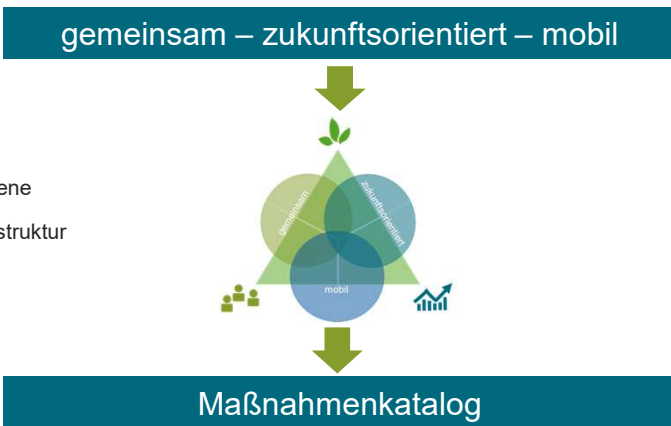 gemeinsam – zukunftsorientiert – mobil
ene
struktur
gemeinsam
zukunftsorientiert
mobil
Maßnahmenkatalog